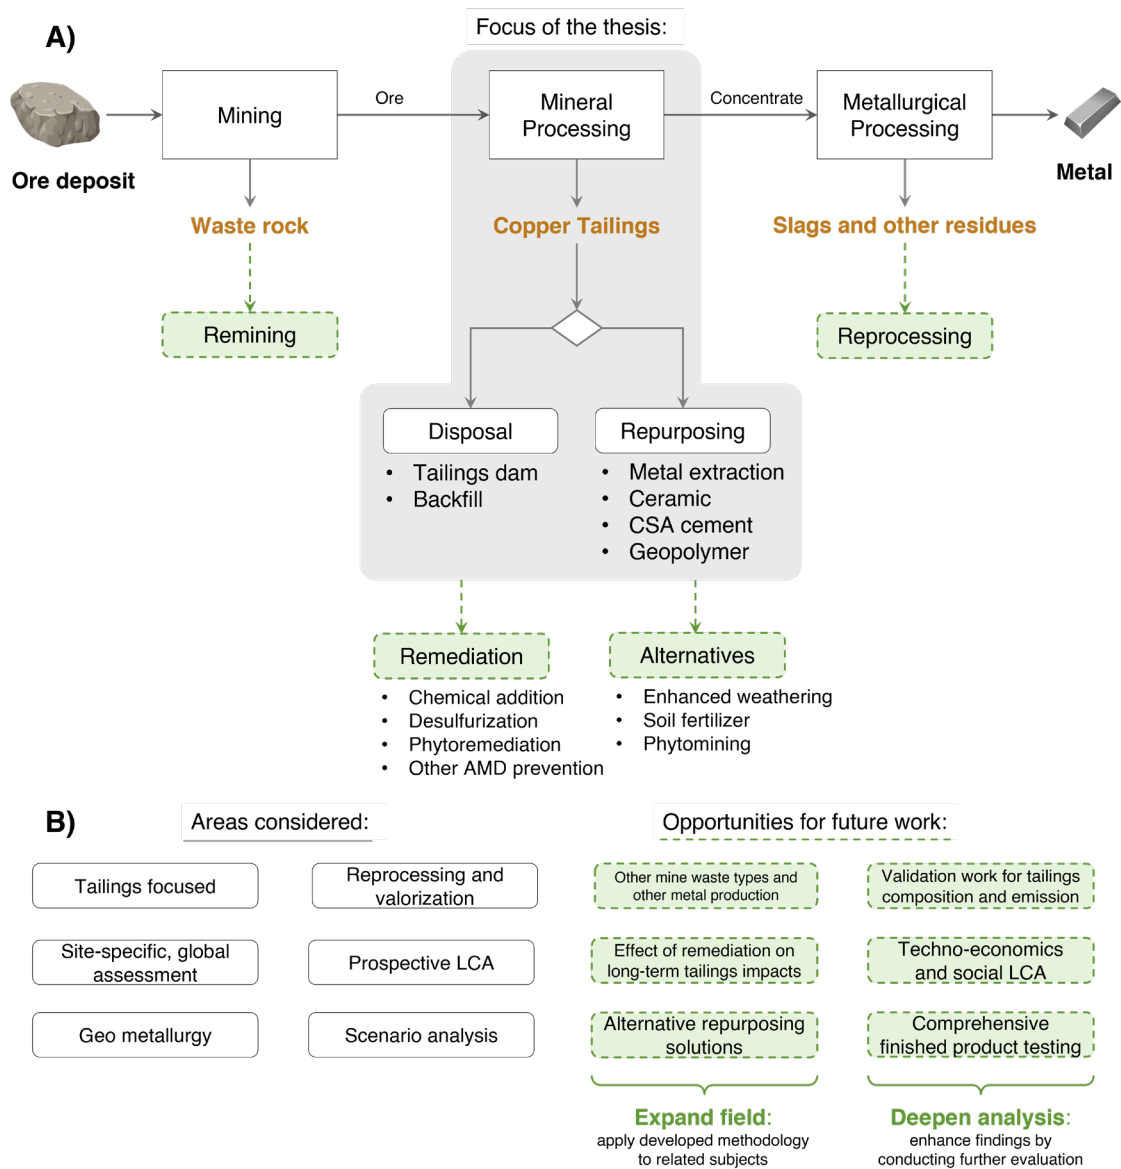 Focus of the thesis:
A)
Mining
Ore
Mineral
Processing
Concentrate
Metallurgical
Processing
Ore deposit
Metal
Waste rock
Copper Tailings
Slags and other residues
Remining
Reprocessing
Disposal
• Tailings dam
• Backfill
Repurposing
• Metal extraction
• Ceramic
• CSA cement
• Geopolymer
Remediation
• Chemical addition
• Desulfurization
• Phytoremediation
• Other AMD prevention
Alternatives
• Enhanced weathering
• Soil fertilizer
• Phytomining
B)
Areas considered:
Tailings focused
Reprocessing and
valorization
Site-specific, global
assessment
Prospective LCA
Geo metallurgy
Scenario analysis
Opportunities for future work:
Other mine waste types and
other metal production
Validation work for tailings
composition and emission
Effect of remediation on
long-term tailings impacts
Techno-economics
and social LCA
Alternative repurposing
solutions
Comprehensive
finished product testing
Expand field:
apply developed methodology
to related subjects
Deepen analysis:
enhance findings by
conducting further evaluation